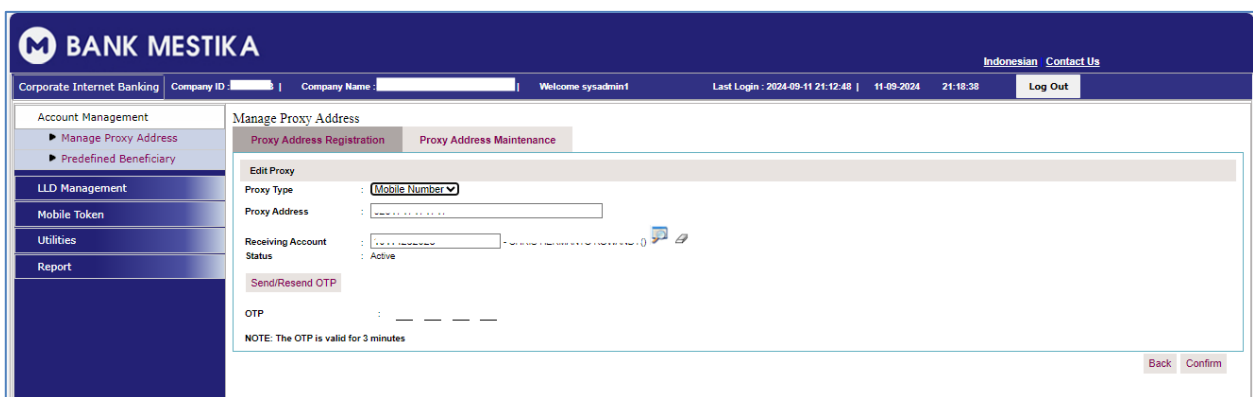 M BANK MESTIKA
Indonesian Contact Us
Corporate Internet Banking Company ID : | Company Name : | Welcome sysadmin1 Last Login : 2024-09-11 21:12:48 | 11-09-2024 21:18:38 Log Out
Account Management
Manage Proxy Address
Predefined Beneficiary
LLD Management
Mobile Token
Utilities
Report
Manage Proxy Address
Proxy Address Registration Proxy Address Maintenance
Edit Proxy
Proxy Type : Mobile Number
Proxy Address :
Receiving Account : - ()
Status : Active
Send/Resend OTP
OTP :
NOTE: The OTP is valid for 3 minutes
Back Confirm